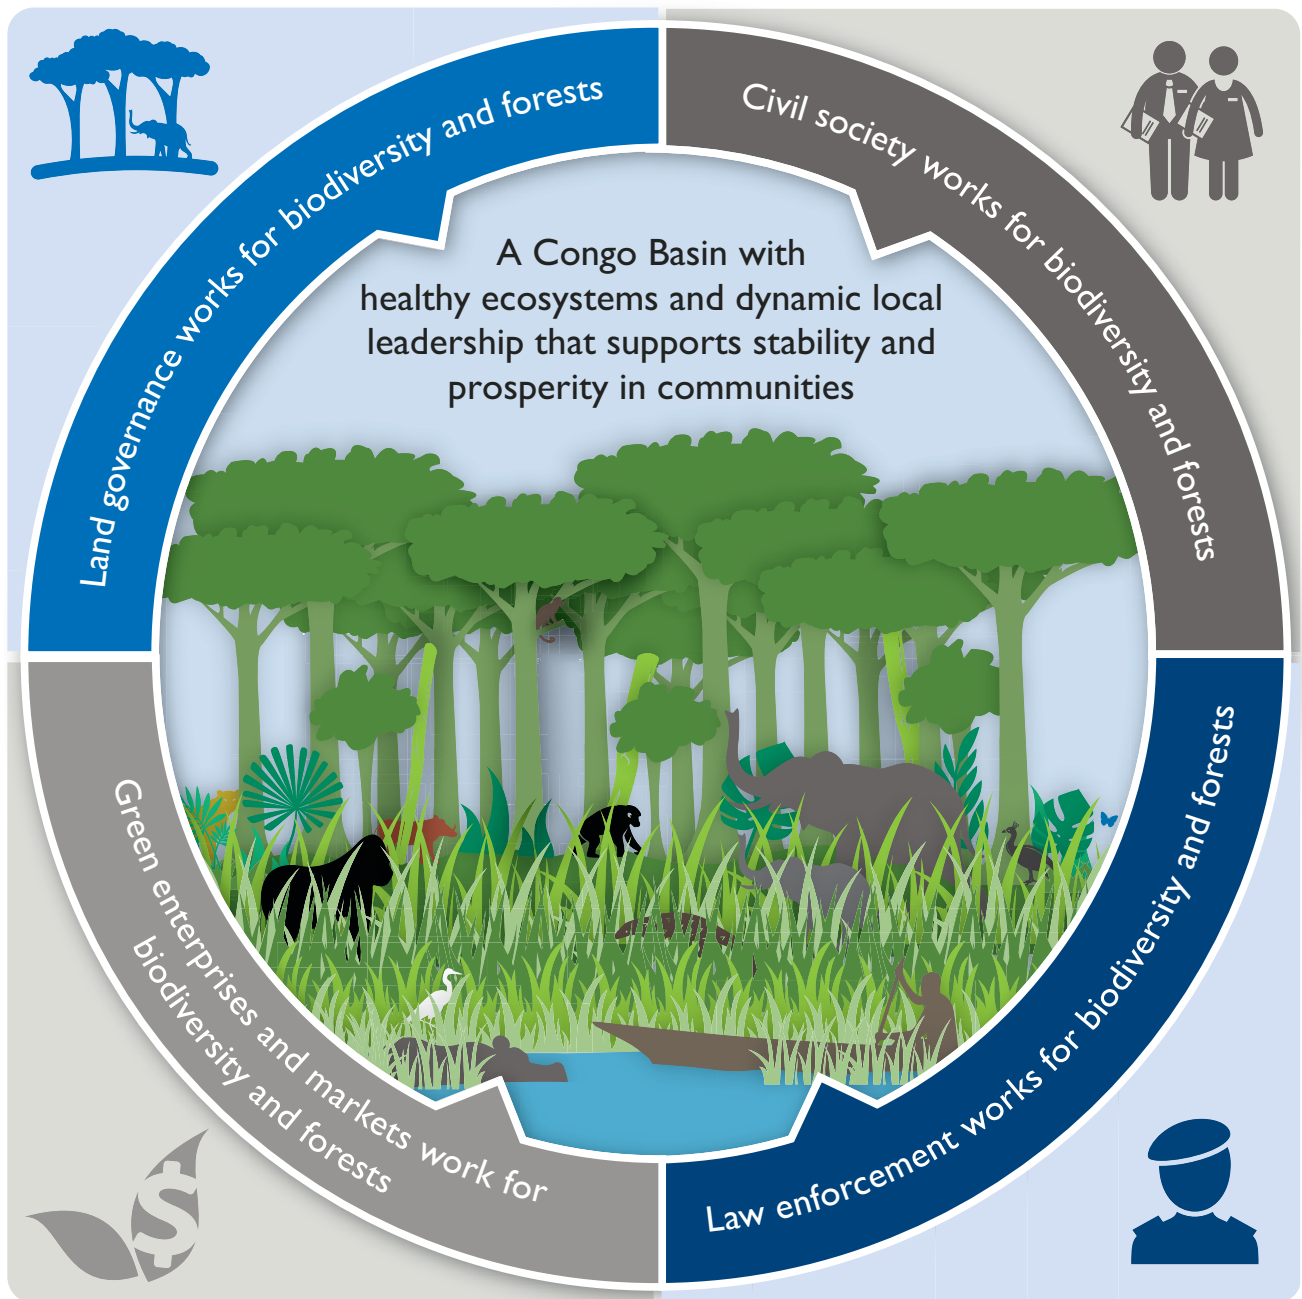 Land governance works for biodiversity and forests
Civil society works for biodiversity and forests
A Congo Basin with
healthy ecosystems and dynamic local
leadership that supports stability and
prosperity in communities
Green enterprises and markets work for
biodiversity and forests
Law enforcement works for biodiversity and forests
$